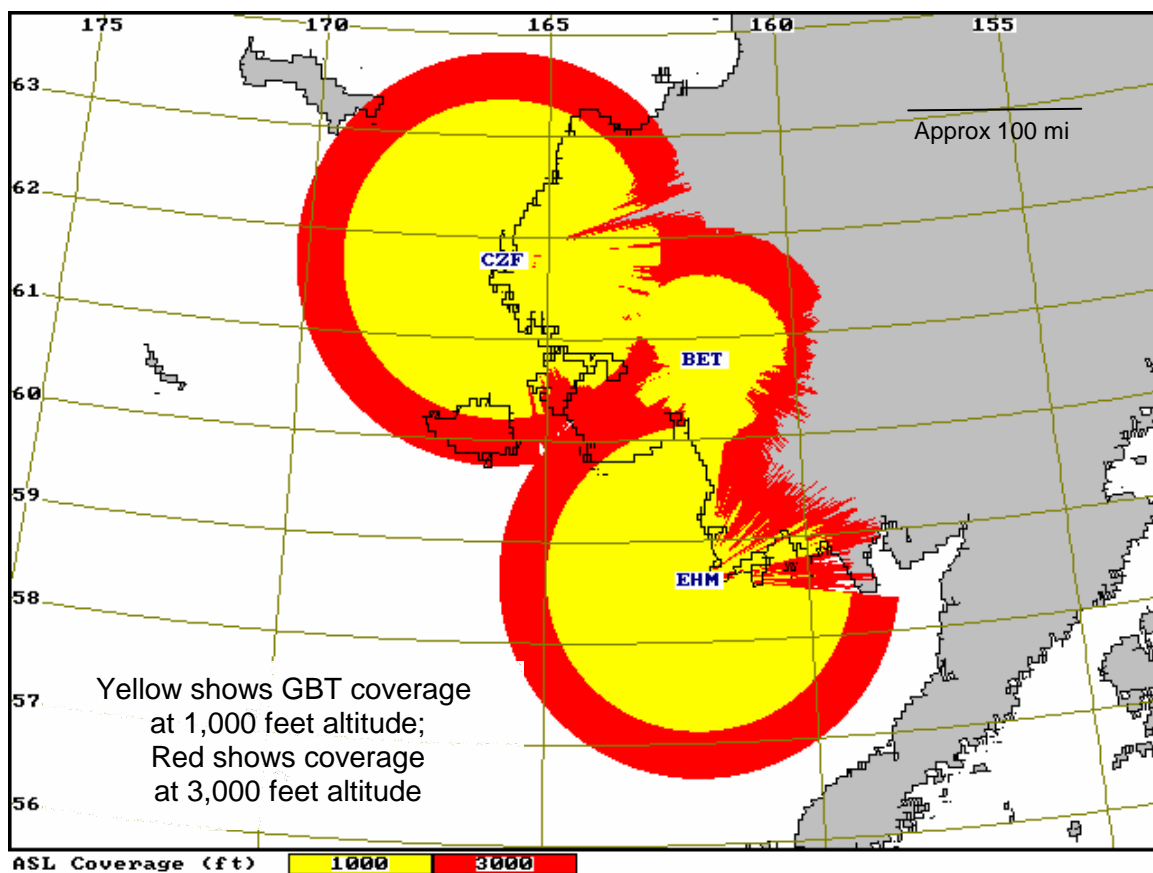 175 170 165 160 155
63
Approx 100 mi
62
CZF
61
BET
60
59
EHM
58
Yellow shows GBT coverage
at 1,000 feet altitude;
Red shows coverage
at 3,000 feet altitude
57
56
ASL Coverage (ft) 1000 3000